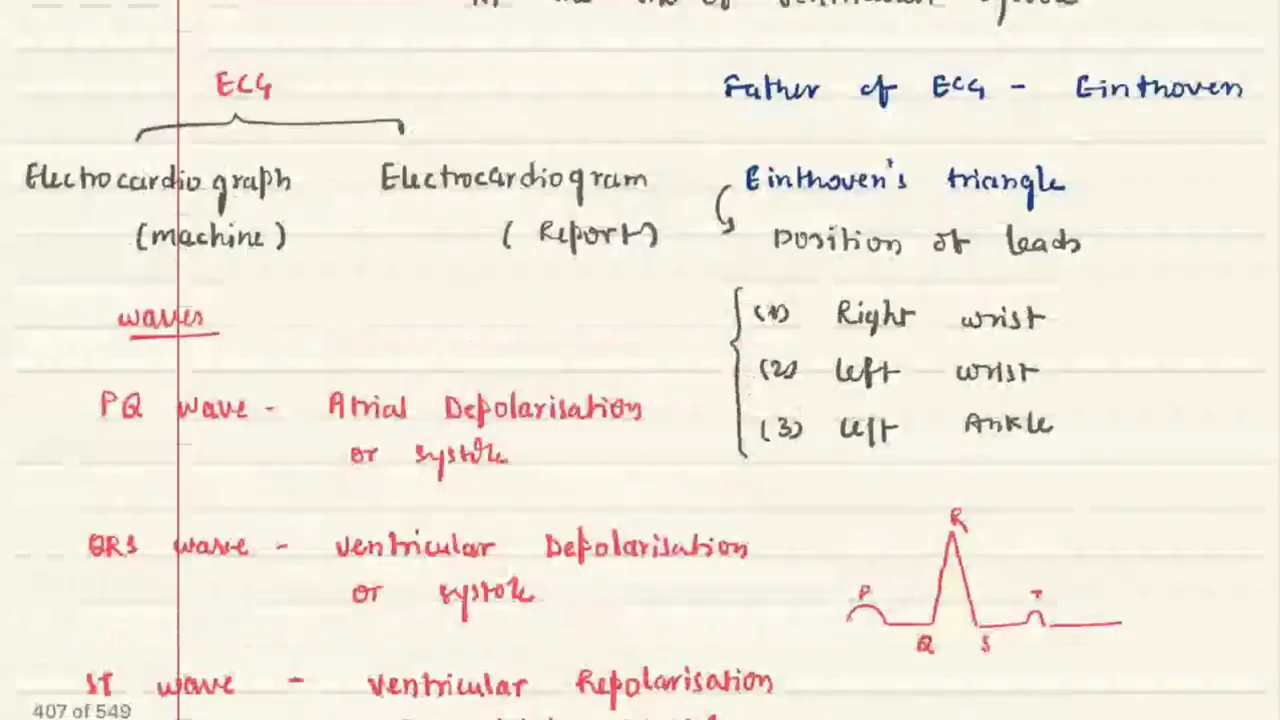 ventricular systole
ECG
Father of ECG - Einthoven
Electrocardiograph
(machine)
Electrocardiogram
(Report)
Einthoven's triangle
Position of leads
waves
(1) Right wrist
(2) left wrist
(3) left Ankle
PQ wave - Atrial Depolarisation
or systole
QRS wave - ventricular Depolarisation
or systole
R
P
T
Q
S
ST wave - ventricular Repolarisation
407 of 549